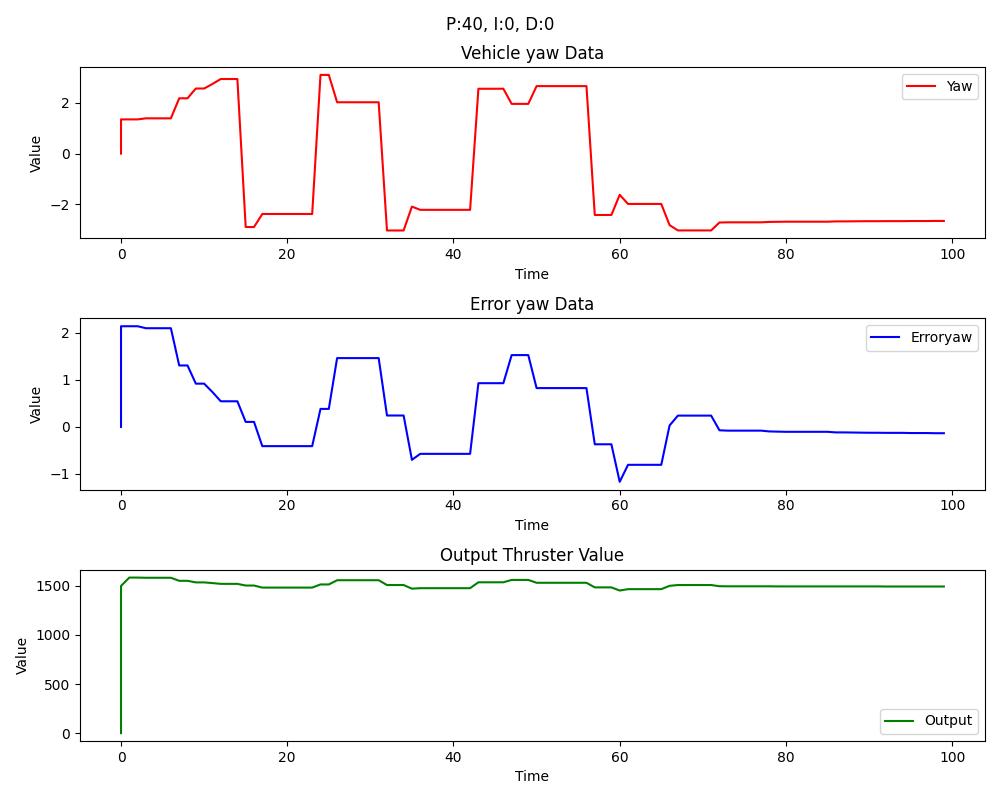 P:40, I:0, D:0
Vehicle yaw Data
Value
2
0
−2
Yaw
0 20 40 60 80 100
Time
Error yaw Data
Value
2
1
0
−1
Erroryaw
0 20 40 60 80 100
Time
Output Thruster Value
Value
1500
1000
500
0
Output
0 20 40 60 80 100
Time